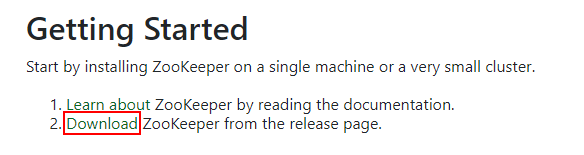 Getting Started
Start by installing ZooKeeper on a single machine or a very small cluster.
1. Learn about ZooKeeper by reading the documentation.
2. Download ZooKeeper from the release page.